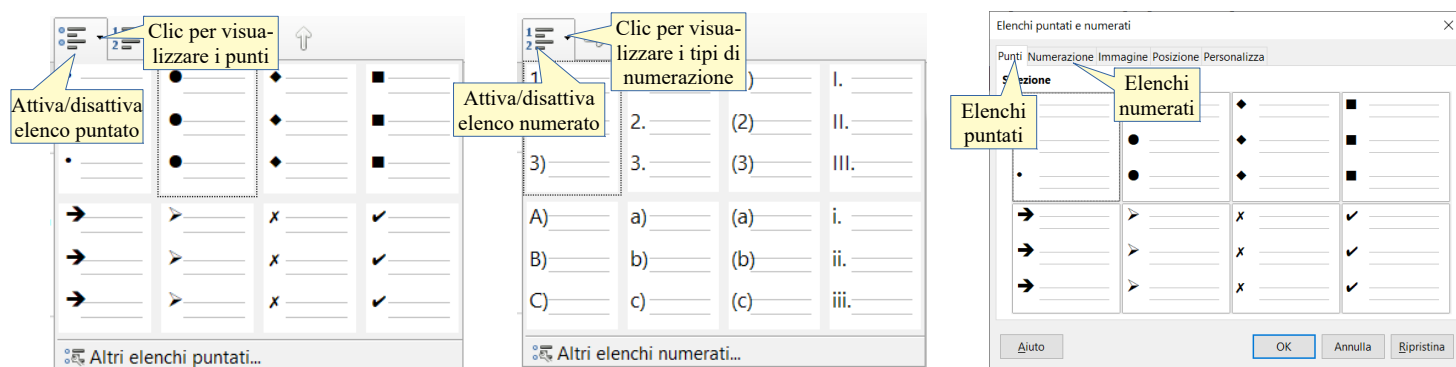 Clic per visua-
lizzare i punti
Attiva/disattiva
elenco puntato
Altri elenchi puntati...
1
2
Clic per visua-
lizzare i tipi di
numerazione
Attiva/disattiva
elenco numerato
I.
2. (2) II.
3) 3. (3) III.
A) a) (a) i.
B) b) (b) ii.
C) c) (c) iii.
Altri elenchi numerati...
Elenchi puntati e numerati
Punti Numerazione Immagine Posizione Personalizza
Elenchi
puntati
Elenchi
numerati
Aiuto OK Annulla Ripristina